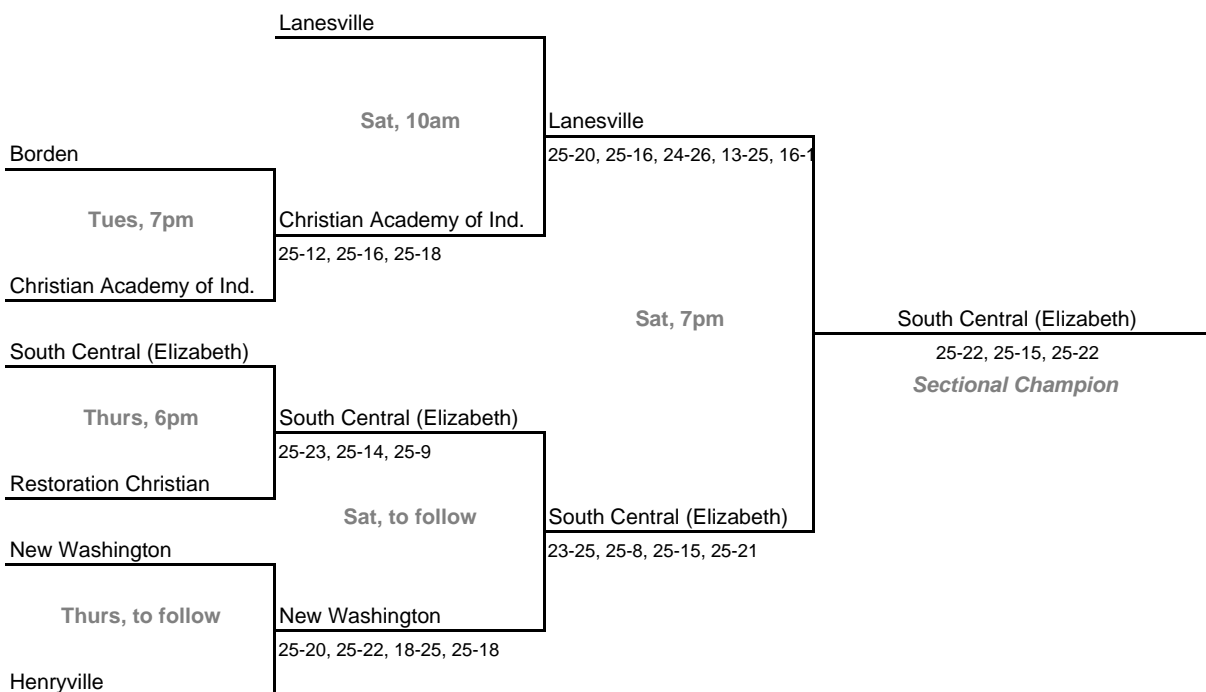 Lanesville
Sat, 10am
Lanesville
25-20, 25-16, 24-26, 13-25, 16-1
Borden
Tues, 7pm
Christian Academy of Ind.
25-12, 25-16, 25-18
Christian Academy of Ind.
Sat, 7pm
South Central (Elizabeth)
25-22, 25-15, 25-22
Sectional Champion
South Central (Elizabeth)
Thurs, 6pm
South Central (Elizabeth)
25-23, 25-14, 25-9
Restoration Christian
Sat, to follow
South Central (Elizabeth)
23-25, 25-8, 25-15, 25-21
New Washington
Thurs, to follow
New Washington
25-20, 25-22, 18-25, 25-18
Henryville